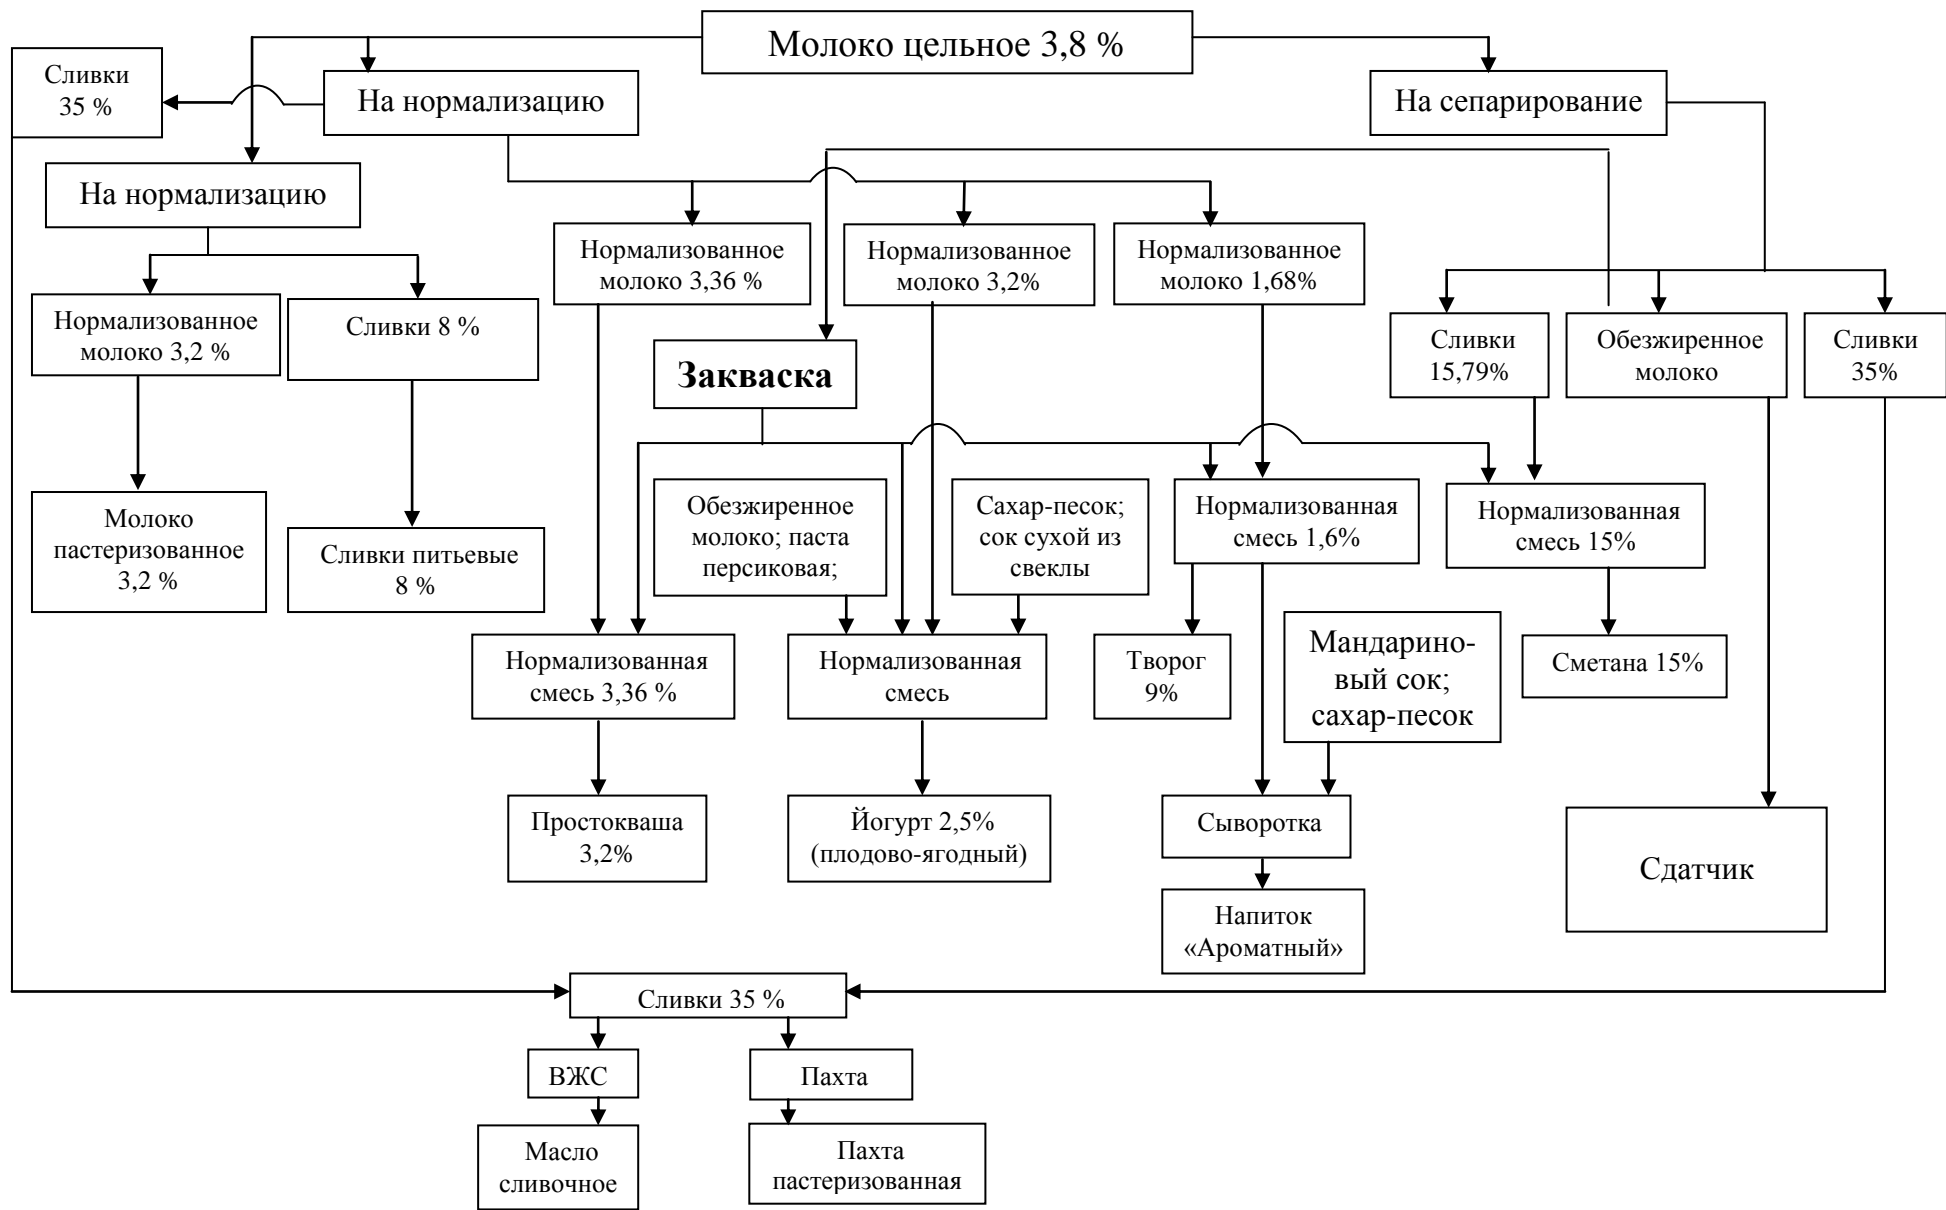 Молоко цельное 3,8 %
Сливки
35 %
На нормализацию
На сепарирование
На нормализацию
Нормализованное
молоко 3,36 %
Нормализованное
молоко 3,2%
Нормализованное
молоко 1,68%
Нормализованное
молоко 3,2 %
Сливки 8 %
Закваска
Сливки
15,79%
Обезжиренное
молоко
Сливки
35%
Молоко
пастеризованное
3,2 %
Сливки питьевые
8 %
Обезжиренное
молоко; паста
персиковая;
Сахар-песок;
сок сухой из
свеклы
Нормализованная
смесь 1,6%
Нормализованная
смесь 15%
Нормализованная
смесь 3,36 %
Нормализованная
смесь
Творог
9%
Мандарино-
вый сок;
сахар-песок
Сметана 15%
Простокваша
3,2%
Йогурт 2,5%
(плодово-ягодный)
Сыворотка
Сдатчик
Напиток
«Ароматный»
Сливки 35 %
ВЖС
Пахта
Масло
сливочное
Пахта
пастеризованная